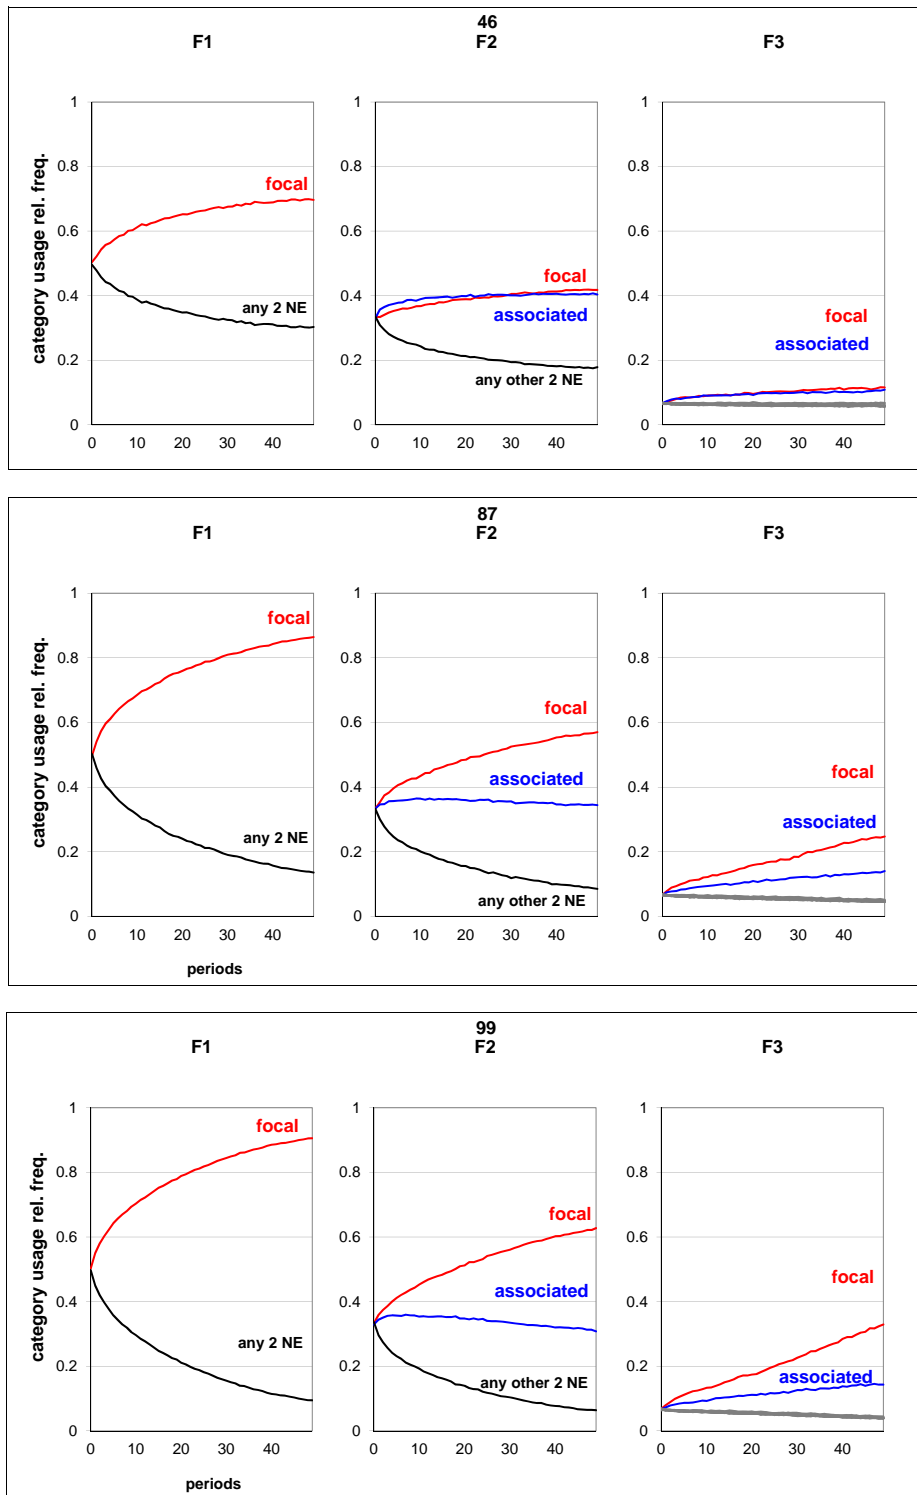 46
F1 F2 F3
category usage rel. freq.
1 1 1
0.8 0.8 0.8
focal
0.6 0.6 0.6
focal
0.4 0.4 0.4
any 2 NE associated focal
associated
0.2 0.2 0.2
any other 2 NE
0 0 0
0 10 20 30 40 0 10 20 30 40 0 10 20 30 40
87
F1 F2 F3
category usage rel. freq.
1 1 1
focal
0.8 0.8 0.8
focal
0.6 0.6 0.6
associated focal
0.4 0.4 0.4
any 2 NE associated
0.2 0.2 0.2
any other 2 NE
0 0 0
0 10 20 30 40 0 10 20 30 40 0 10 20 30 40
periods
99
F1 F2 F3
category usage rel. freq.
1 1 1
focal
0.8 0.8 0.8
focal
0.6 0.6 0.6
associated focal
0.4 0.4 0.4
any 2 NE
0.2 0.2 0.2
any other 2 NE associated
0 0 0
0 10 20 30 40 0 10 20 30 40 0 10 20 30 40
periods